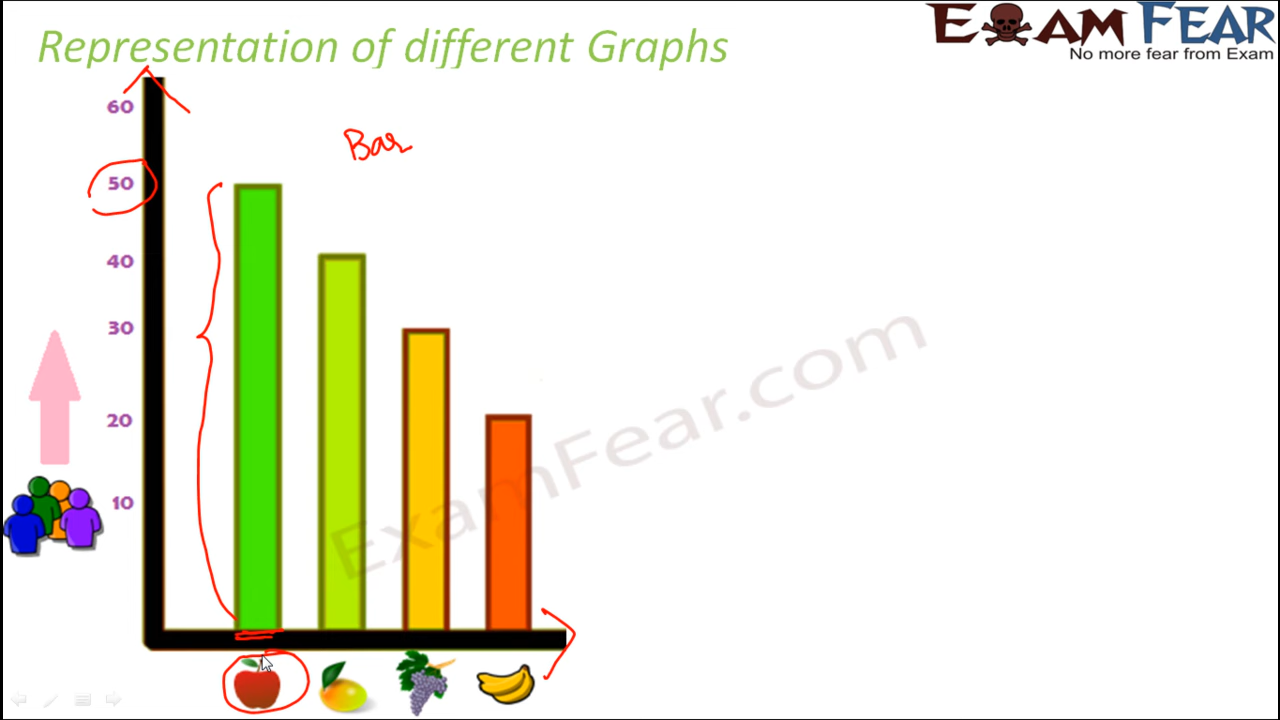 Representation of different Graphs
EXAM FEAR
No more fear from Exam
60
Bar
50
40
30
20
10
ExamFear.com